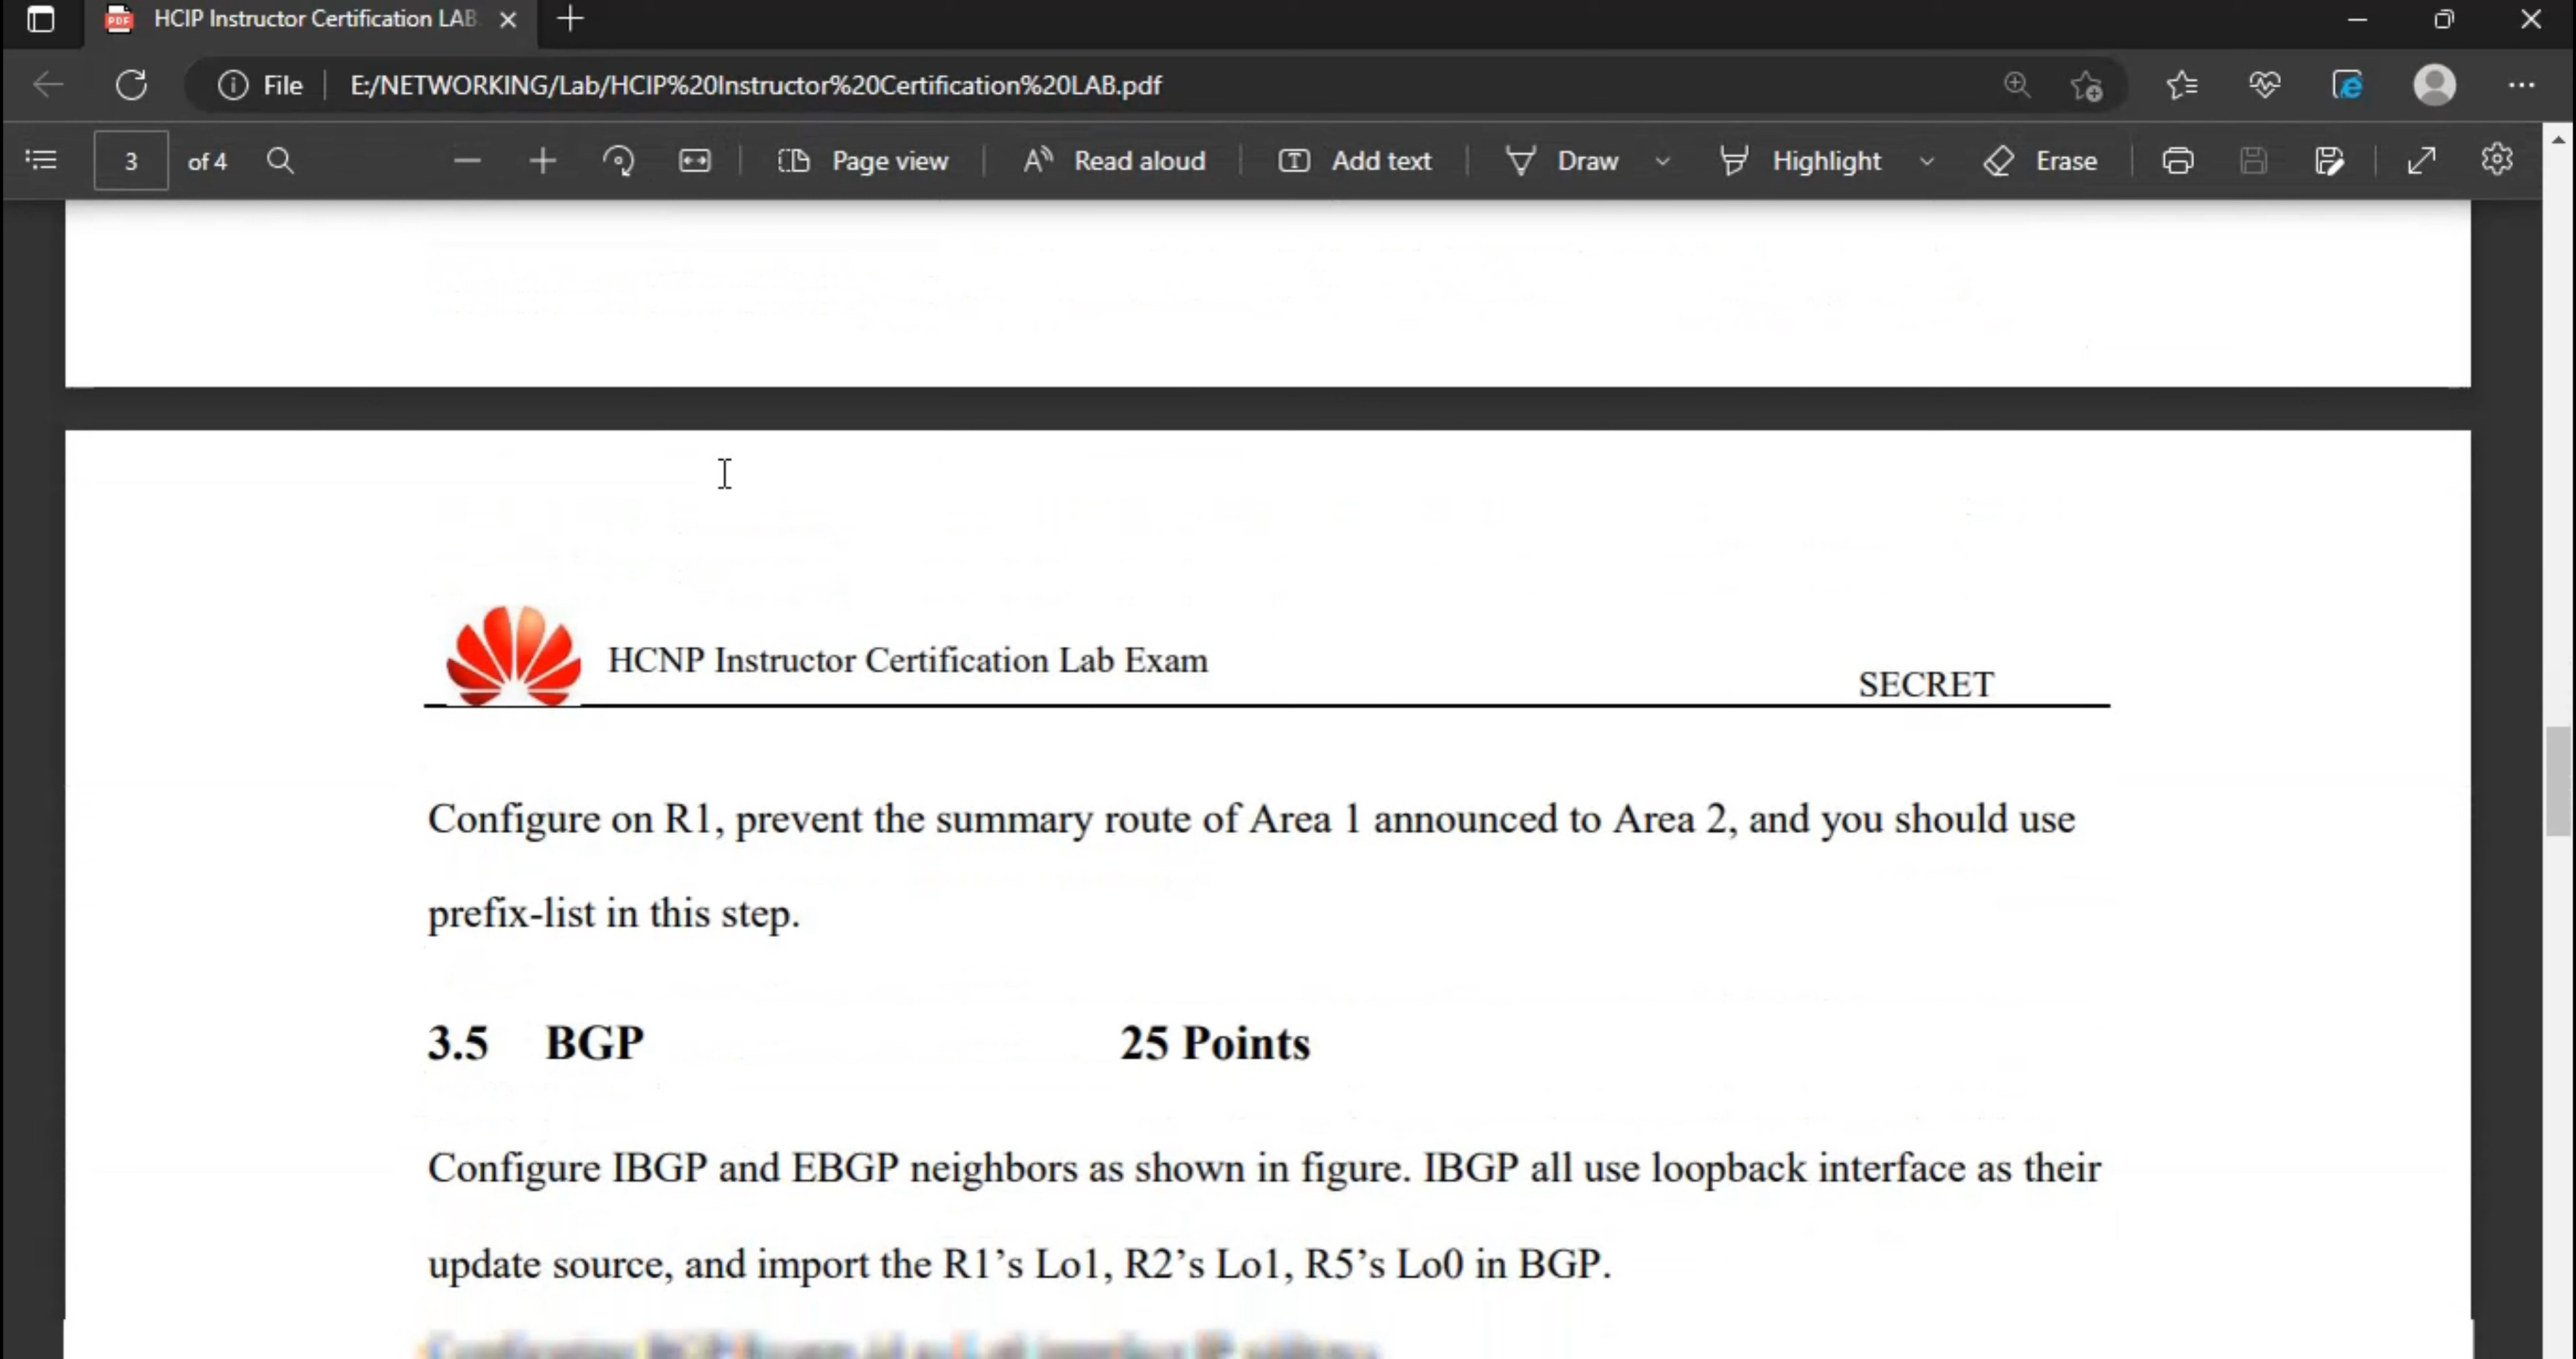 HCIP Instructor Certification LAB
File
E:/NETWORKING/Lab/HCIP%20Instructor%20Certification%20LAB.pdf
3 of 4
Page view
Read aloud
Add text
Draw
Highlight
Erase
HCNP Instructor Certification Lab Exam
SECRET
Configure on R1, prevent the summary route of Area 1 announced to Area 2, and you should use
prefix-list in this step.
3.5 BGP 25 Points
Configure IBGP and EBGP neighbors as shown in figure. IBGP all use loopback interface as their
update source, and import the R1’s Lo1, R2’s Lo1, R5’s Lo0 in BGP.